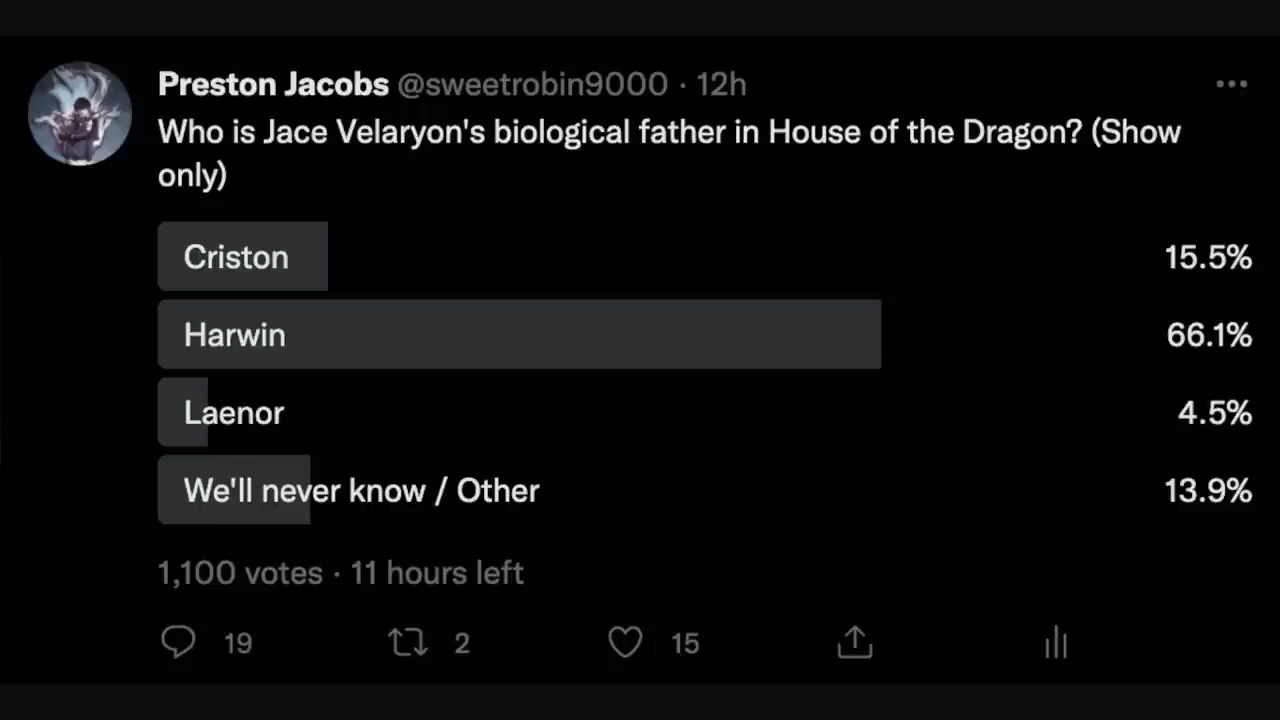 Preston Jacobs @sweetrobin9000 · 12h
Who is Jace Velaryon's biological father in House of the Dragon? (Show
only)
Criston 15.5%
Harwin 66.1%
Laenor 4.5%
We'll never know / Other 13.9%
1,100 votes · 11 hours left
19 2 15